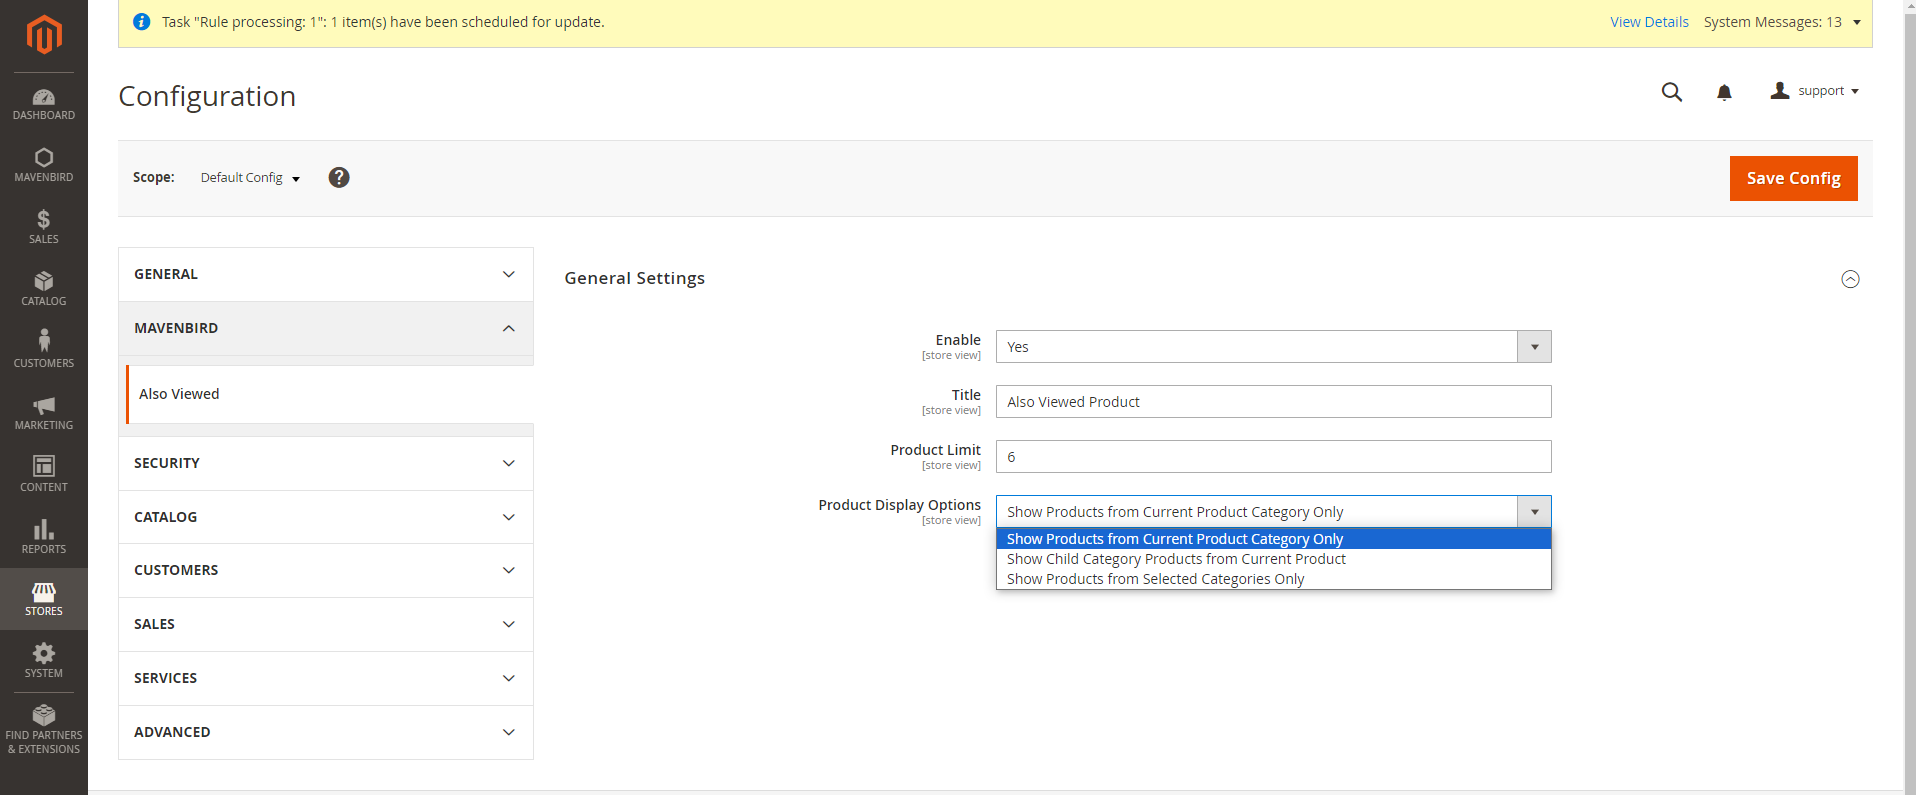 Task "Rule processing: 1": 1 item(s) have been scheduled for update.
View Details
System Messages: 13
DASHBOARD
MAVENBIRD
SALES
CATALOG
CUSTOMERS
MARKETING
CONTENT
REPORTS
STORES
SYSTEM
FIND PARTNERS
& EXTENSIONS
Configuration
support
Scope:
Default Config
?
Save Config
GENERAL
MAVENBIRD
Also Viewed
SECURITY
CATALOG
CUSTOMERS
SALES
SERVICES
ADVANCED
General Settings
Enable
[store view]
Yes
Title
[store view]
Also Viewed Product
Product Limit
[store view]
6
Product Display Options
[store view]
Show Products from Current Product Category Only
Show Products from Current Product Category Only
Show Child Category Products from Current Product
Show Products from Selected Categories Only